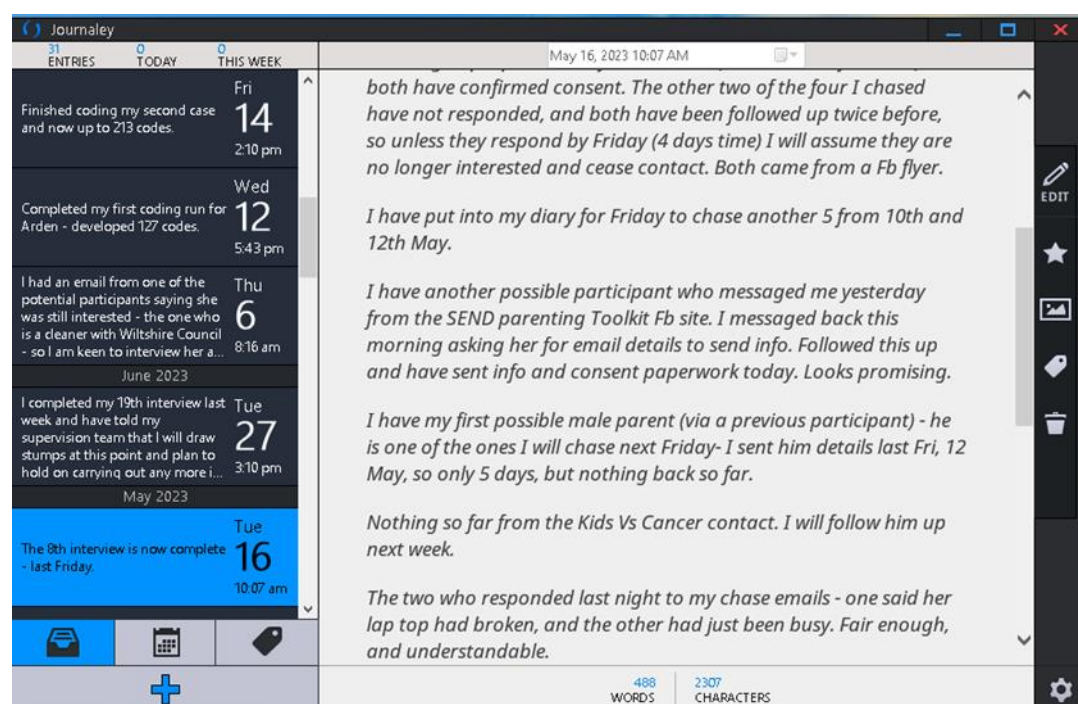 Journaley
31 ENTRIES
0 TODAY
0 THIS WEEK
May 16, 2023 10:07 AM
Finished coding my second case
and now up to 213 codes.
Fri
14
2:10 pm
Completed my first coding run for
Arden - developed 127 codes.
Wed
12
5:43 pm
I had an email from one of the
potential participants saying she
was still interested - the one who
is a cleaner with Wiltshire Council
- so I am keen to interview her a...
Thu
6
8:16 am
June 2023
I completed my 19th interview last
week and have told my
supervision team that I will draw
stumps at this point and plan to
hold on carrying out any more i...
Tue
27
3:10 pm
May 2023
The 8th interview is now complete
- last Friday.
Tue
16
10:07 am
both have confirmed consent. The other two of the four I chased
have not responded, and both have been followed up twice before,
so unless they respond by Friday (4 days time) I will assume they are
no longer interested and cease contact. Both came from a Fb flyer.
I have put into my diary for Friday to chase another 5 from 10th and
12th May.
I have another possible participant who messaged me yesterday
from the SEND parenting Toolkit Fb site. I messaged back this
morning asking her for email details to send info. Followed this up
and have sent info and consent paperwork today. Looks promising.
I have my first possible male parent (via a previous participant) - he
is one of the ones I will chase next Friday- I sent him details last Fri, 12
May, so only 5 days, but nothing back so far.
Nothing so far from the Kids Vs Cancer contact. I will follow him up
next week.
The two who responded last night to my chase emails - one said her
lap top had broken, and the other had just been busy. Fair enough,
and understandable.
EDIT
488 WORDS
2307 CHARACTERS